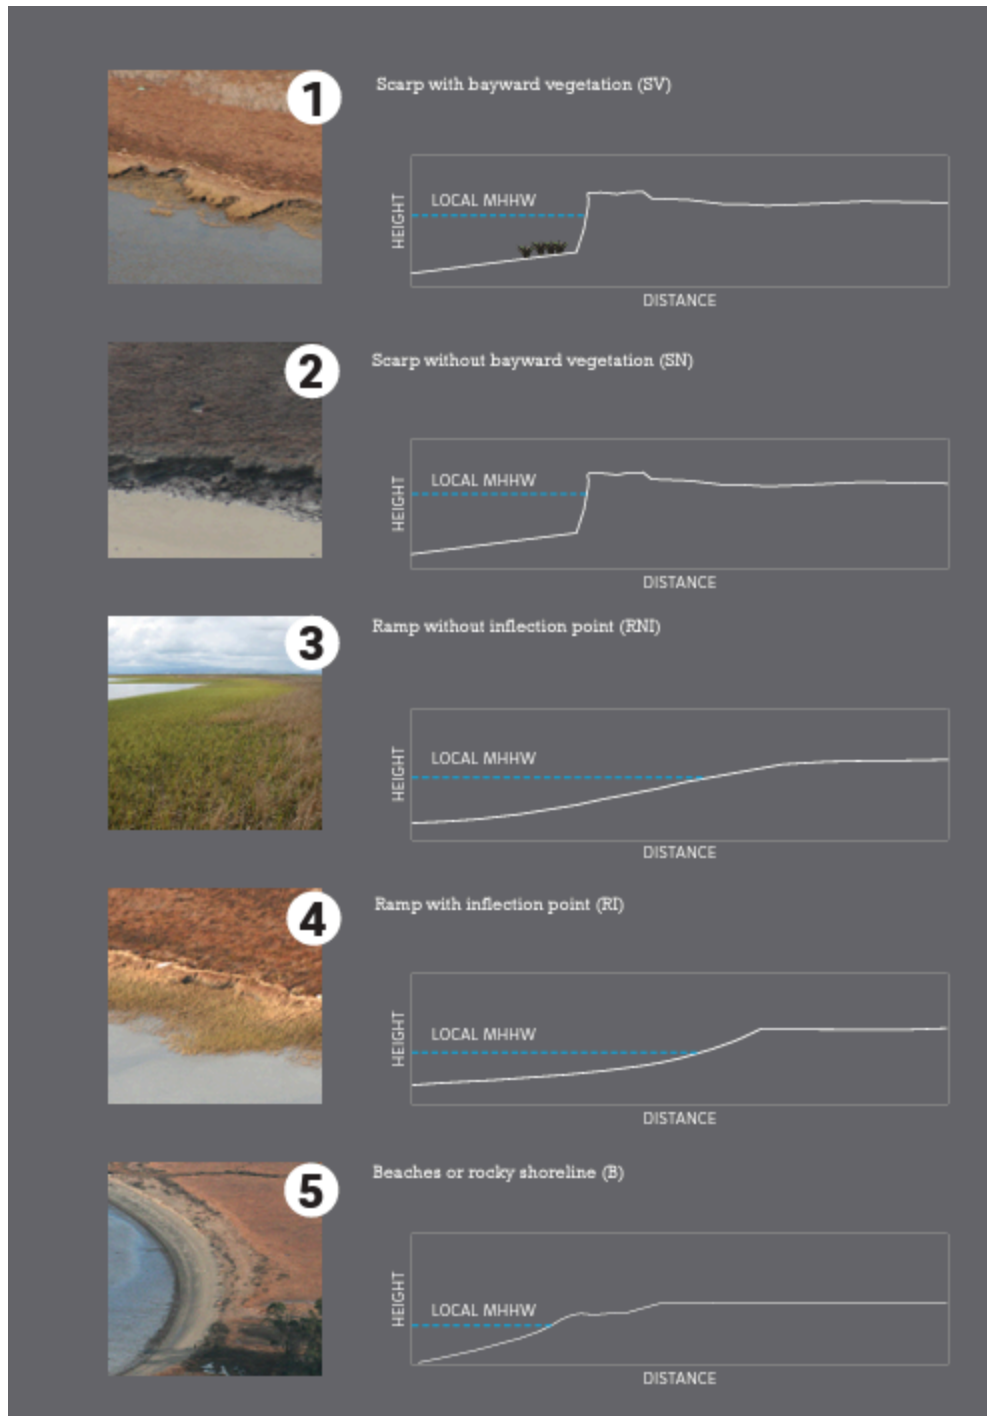 1
Scarp with bayward vegetation (SV)
LOCAL MHHW
HEIGHT
DISTANCE
2
Scarp without bayward vegetation (SN)
LOCAL MHHW
HEIGHT
DISTANCE
3
Ramp without inflection point (RNI)
LOCAL MHHW
HEIGHT
DISTANCE
4
Ramp with inflection point (RI)
LOCAL MHHW
HEIGHT
DISTANCE
5
Beaches or rocky shoreline (B)
LOCAL MHHW
HEIGHT
DISTANCE